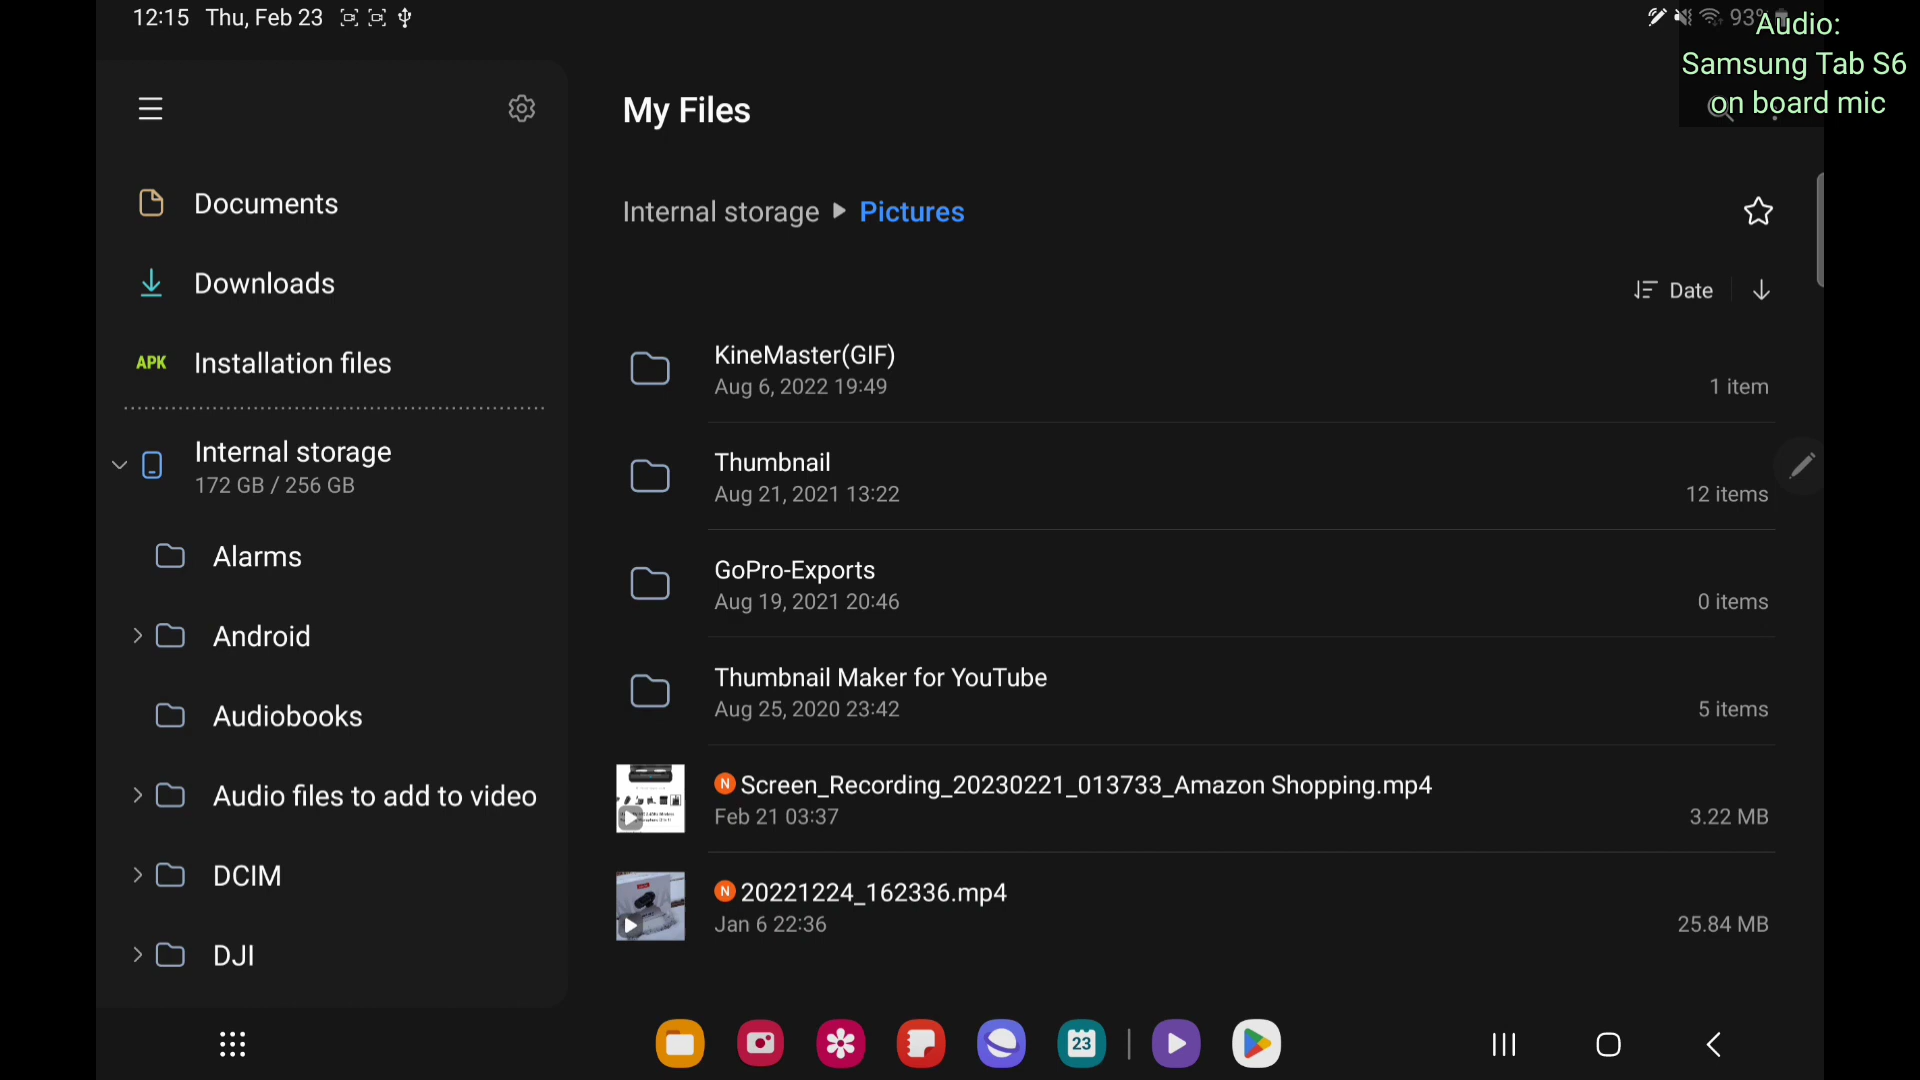 12:15 Thu, Feb 23
93%
Audio:
Samsung Tab S6
on board mic
My Files
Documents
Downloads
APK Installation files
Internal storage
172 GB / 256 GB
Alarms
Android
Audiobooks
Audio files to add to video
DCIM
DJI
Internal storage Pictures
Date
KineMaster(GIF)
Aug 6, 2022 19:49 1 item
Thumbnail
Aug 21, 2021 13:22 12 items
GoPro-Exports
Aug 19, 2021 20:46 0 items
Thumbnail Maker for YouTube
Aug 25, 2020 23:42 5 items
N Screen_Recording_20230221_013733_Amazon Shopping.mp4
Feb 21 03:37 3.22 MB
N 20221224_162336.mp4
Jan 6 22:36 25.84 MB
23